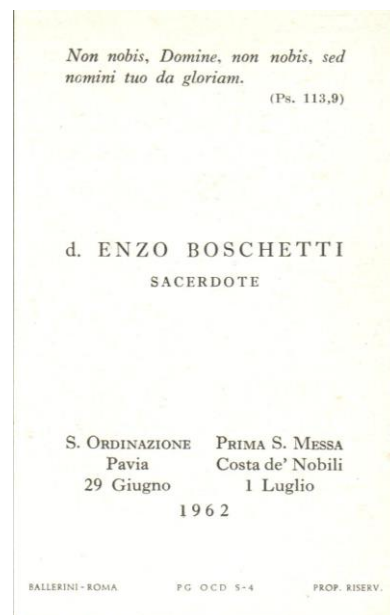 Non nobis, Domine, non nobis, sed
nomini tuo da gloriam.
(Ps. 113,9)
d. ENZO BOSCHETTI
SACERDOTE
S. ORDINAZIONE PRIMA S. MESSA
Pavia Costa de' Nobili
29 Giugno 1 Luglio
1962
BALLERINI - ROMA PG OCD S-4 PROP. RISERV.